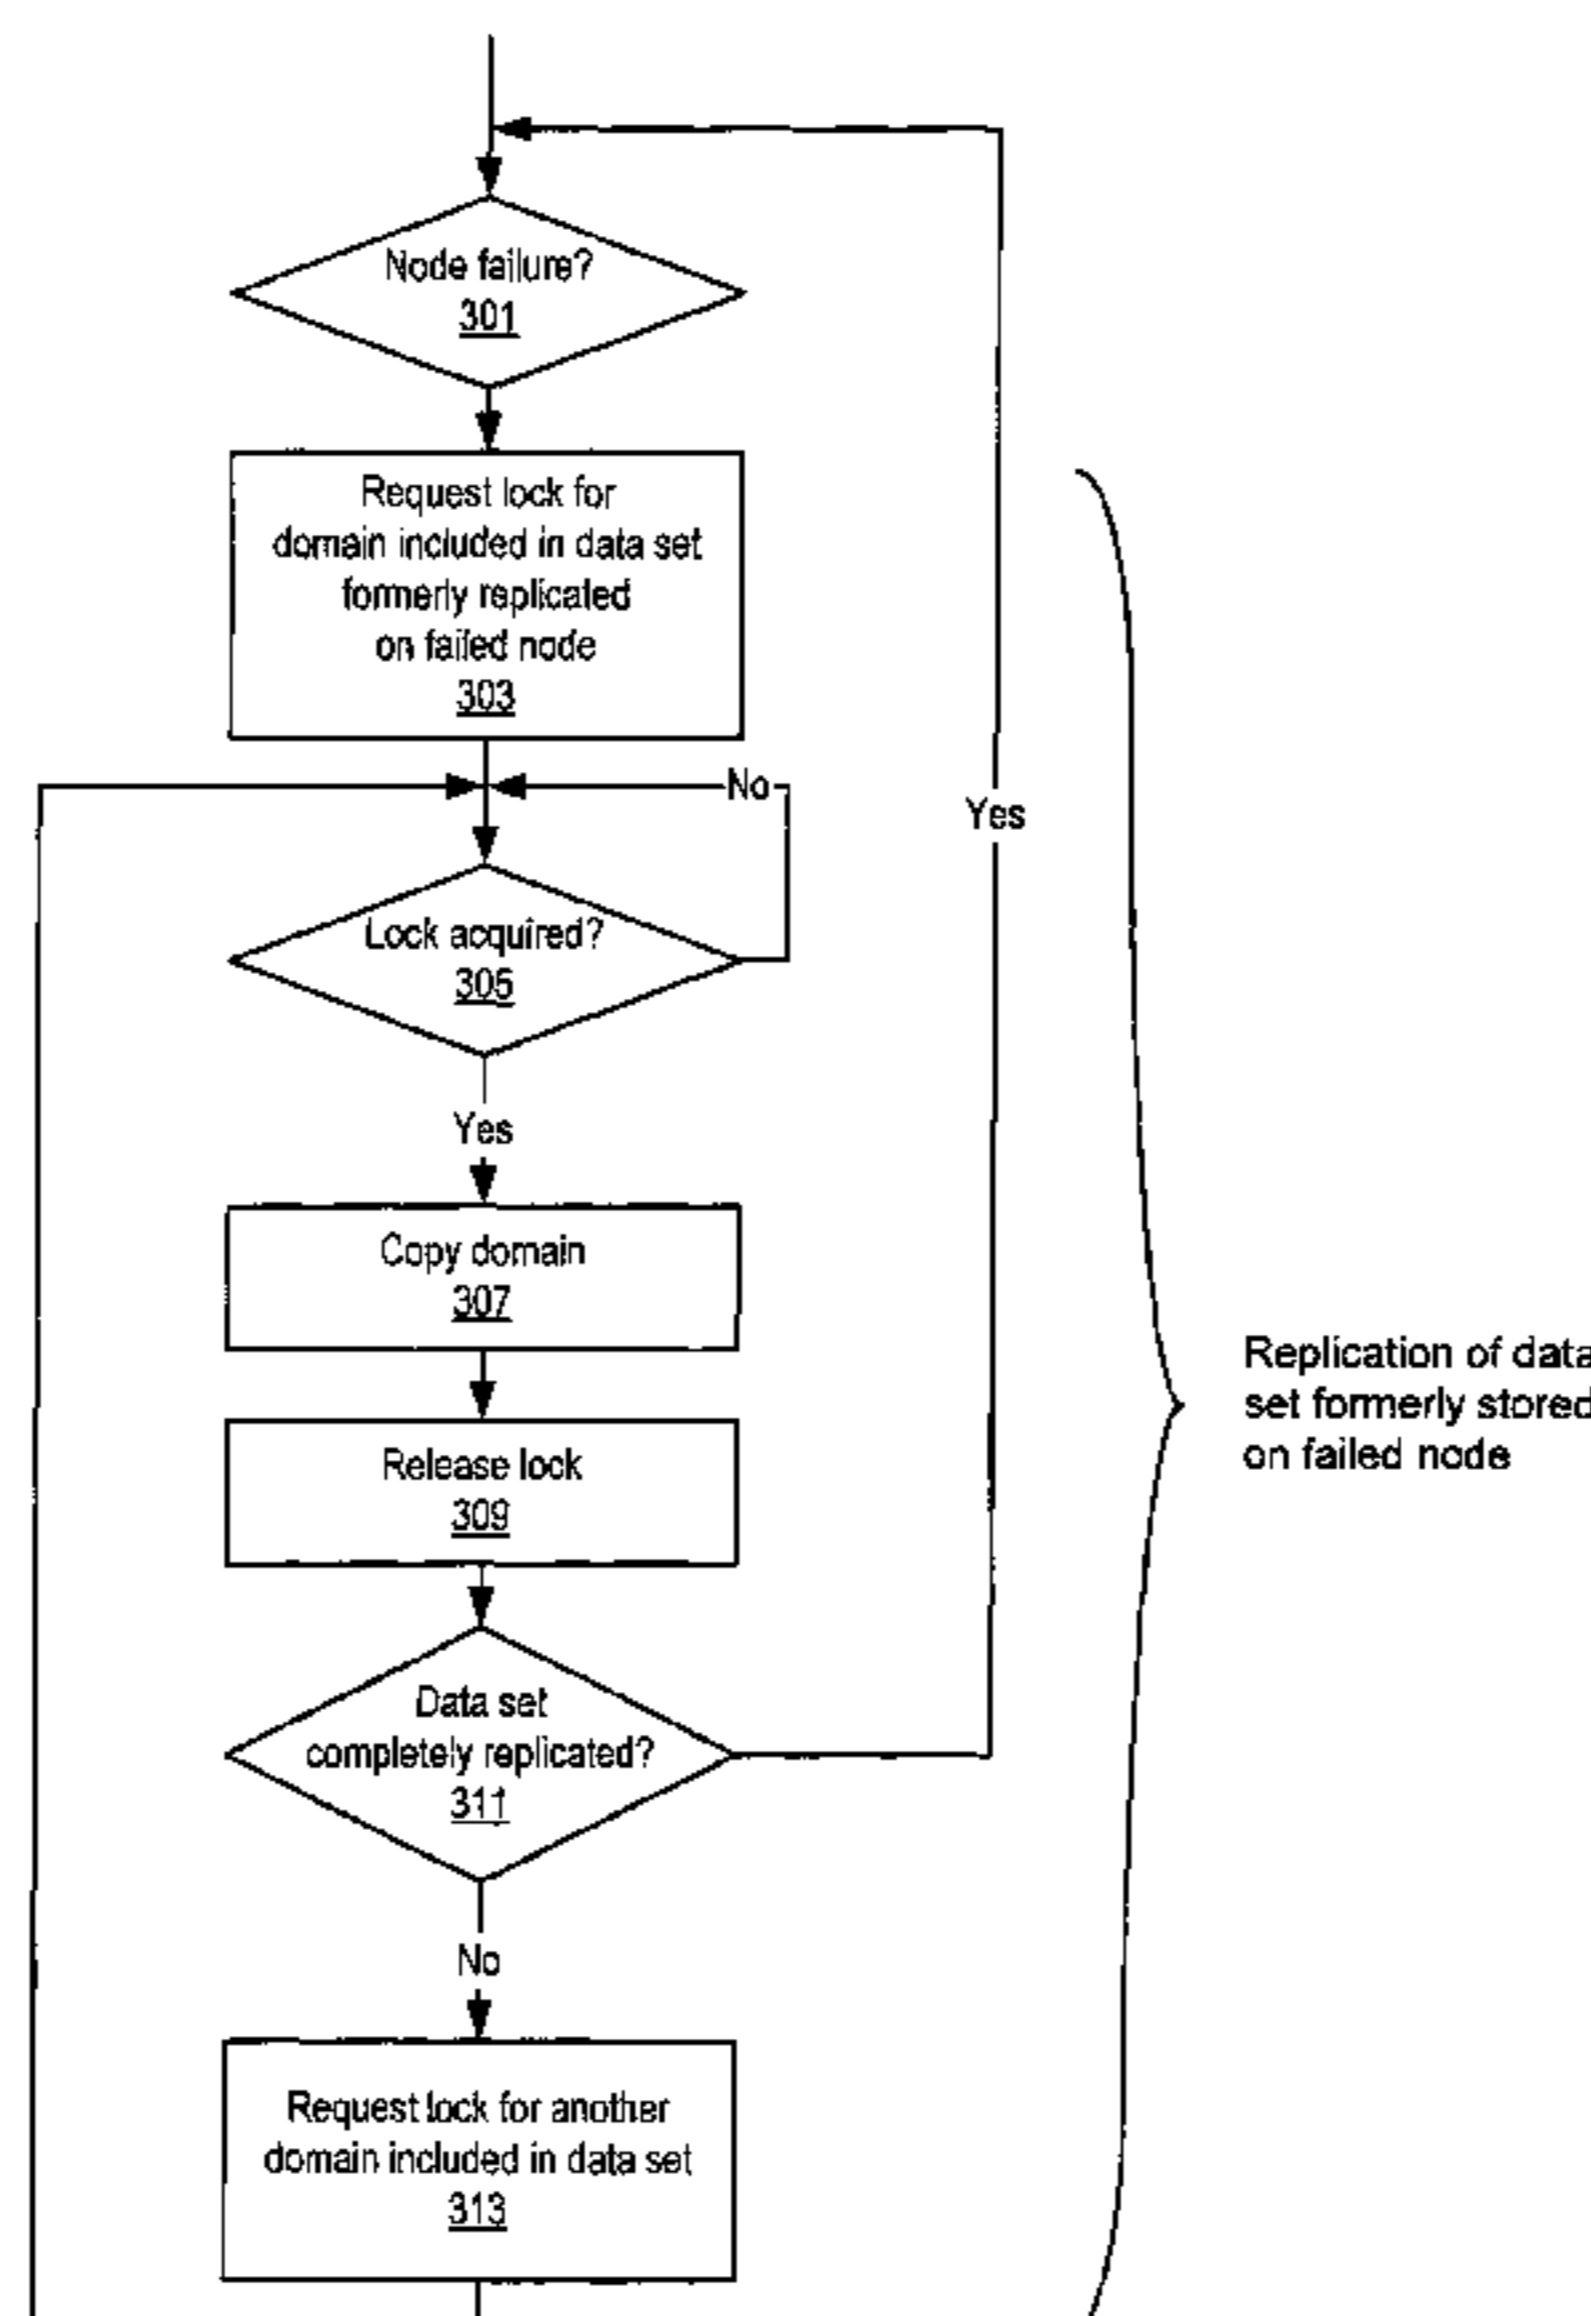 Node failure?
301
Request lock for
domain included in data set
formerly replicated
on failed node
303
No
Yes
Lock acquired?
305
Yes
Copy domain
307
Replication of data
set formerly stored
on failed node
Release lock
309
Data set
completely replicated?
311
No
Request lock for another
domain included in data set
313